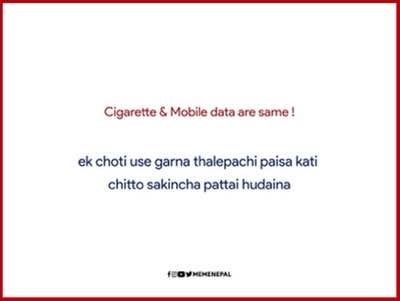 Cigarette & Mobile data are same !
ek choti use garna thalepachi paisa kati
chitto sakincha pattai hudaina
MEMENEPAL